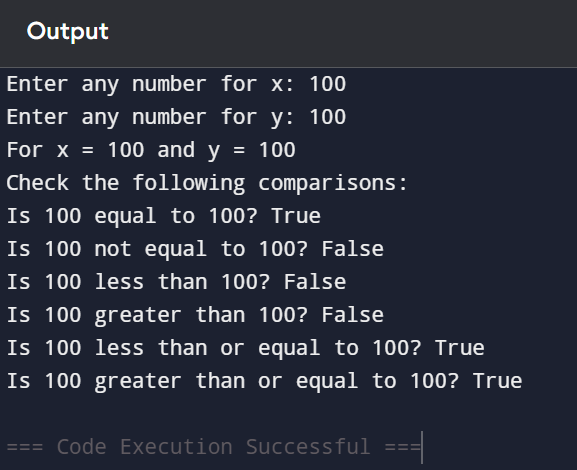 Output
Enter any number for x: 100
Enter any number for y: 100
For x = 100 and y = 100
Check the following comparisons:
Is 100 equal to 100? True
Is 100 not equal to 100? False
Is 100 less than 100? False
Is 100 greater than 100? False
Is 100 less than or equal to 100? True
Is 100 greater than or equal to 100? True
=== Code Execution Successful ===